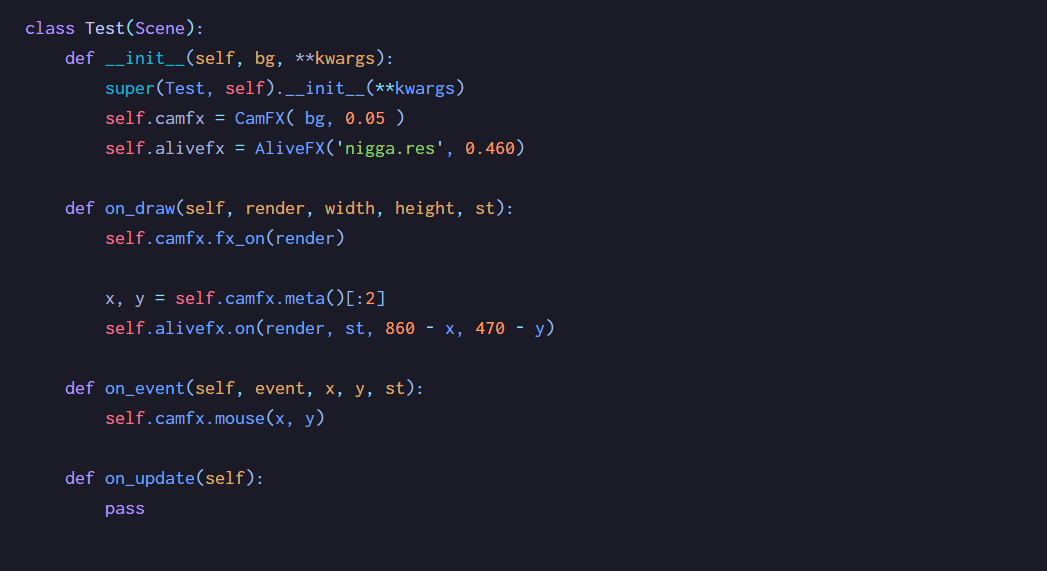 class Test(Scene):
    def __init__(self, bg, **kwargs):
        super(Test, self).__init__(**kwargs)
        self.camfx = CamFX( bg, 0.05 )
        self.alivefx = AliveFX('nigga.res', 0.460)

    def on_draw(self, render, width, height, st):
        self.camfx.fx_on(render)

        x, y = self.camfx.meta()[:2]
        self.alivefx.on(render, st, 860 - x, 470 - y)

    def on_event(self, event, x, y, st):
        self.camfx.mouse(x, y)

    def on_update(self):
        pass